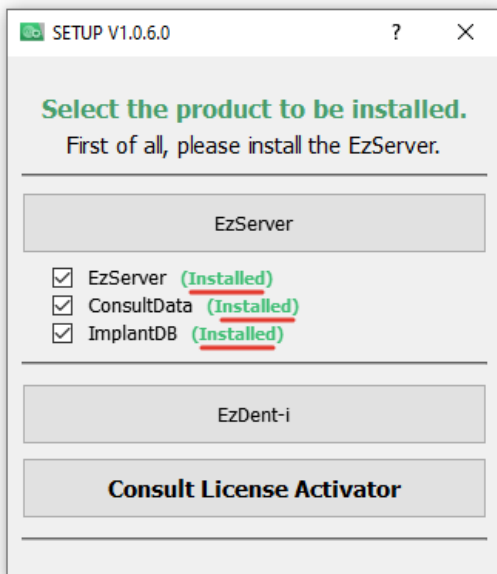 SETUP V1.0.6.0 ?
Select the product to be installed.
First of all, please install the EzServer.
EzServer
EzServer (Installed)
ConsultData (Installed)
ImplantDB (Installed)
EzDent-i
Consult License Activator